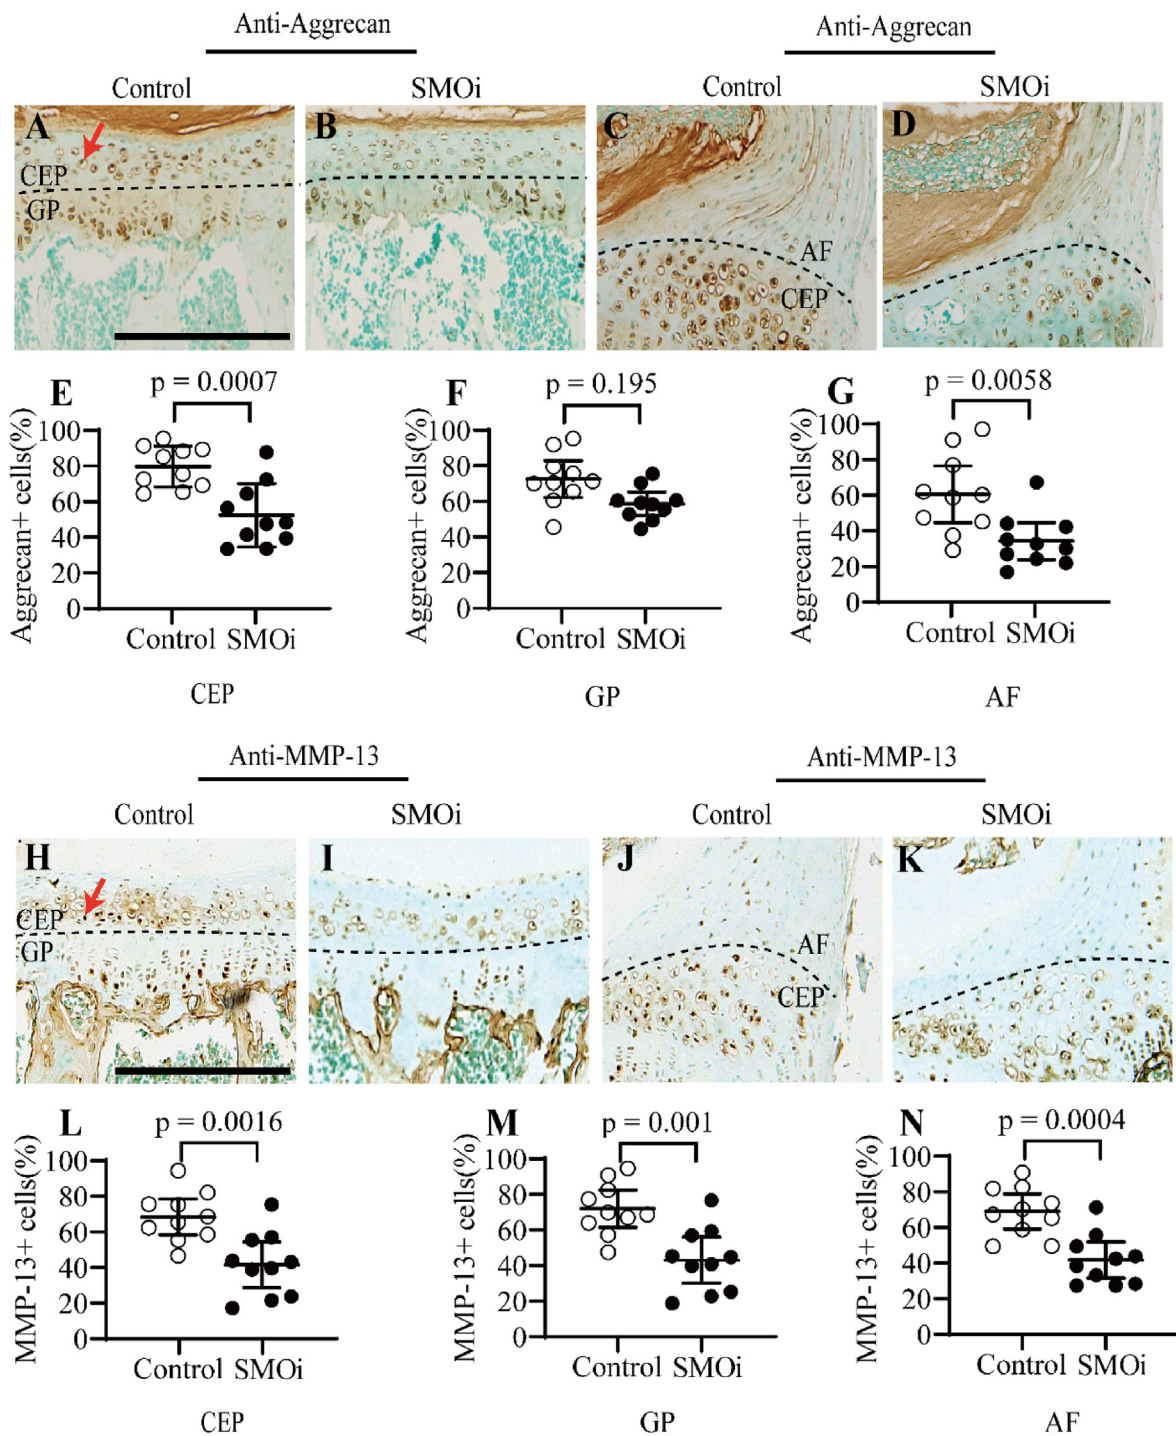 Anti-Aggrecan
Anti-Aggrecan
Control
SMOi
Control
SMOi
A
B
C
D
CEP
GP
AF
CEP
E
p = 0.0007
Aggrecan+ cells(%)
100
80
60
40
20
0
Control SMOi
CEP
F
p = 0.195
Aggrecan+ cells(%)
100
80
60
40
20
0
Control SMOi
GP
G
p = 0.0058
Aggrecan+ cells(%)
100
80
60
40
20
0
Control SMOi
AF
Anti-MMP-13
Anti-MMP-13
Control
SMOi
Control
SMOi
H
I
J
K
CEP
GP
AF
CEP
L
p = 0.0016
MMP-13+ cells(%)
100
80
60
40
20
0
Control SMOi
CEP
M
p = 0.001
MMP-13+ cells(%)
100
80
60
40
20
0
Control SMOi
GP
N
p = 0.0004
MMP-13+ cells(%)
100
80
60
40
20
0
Control SMOi
AF